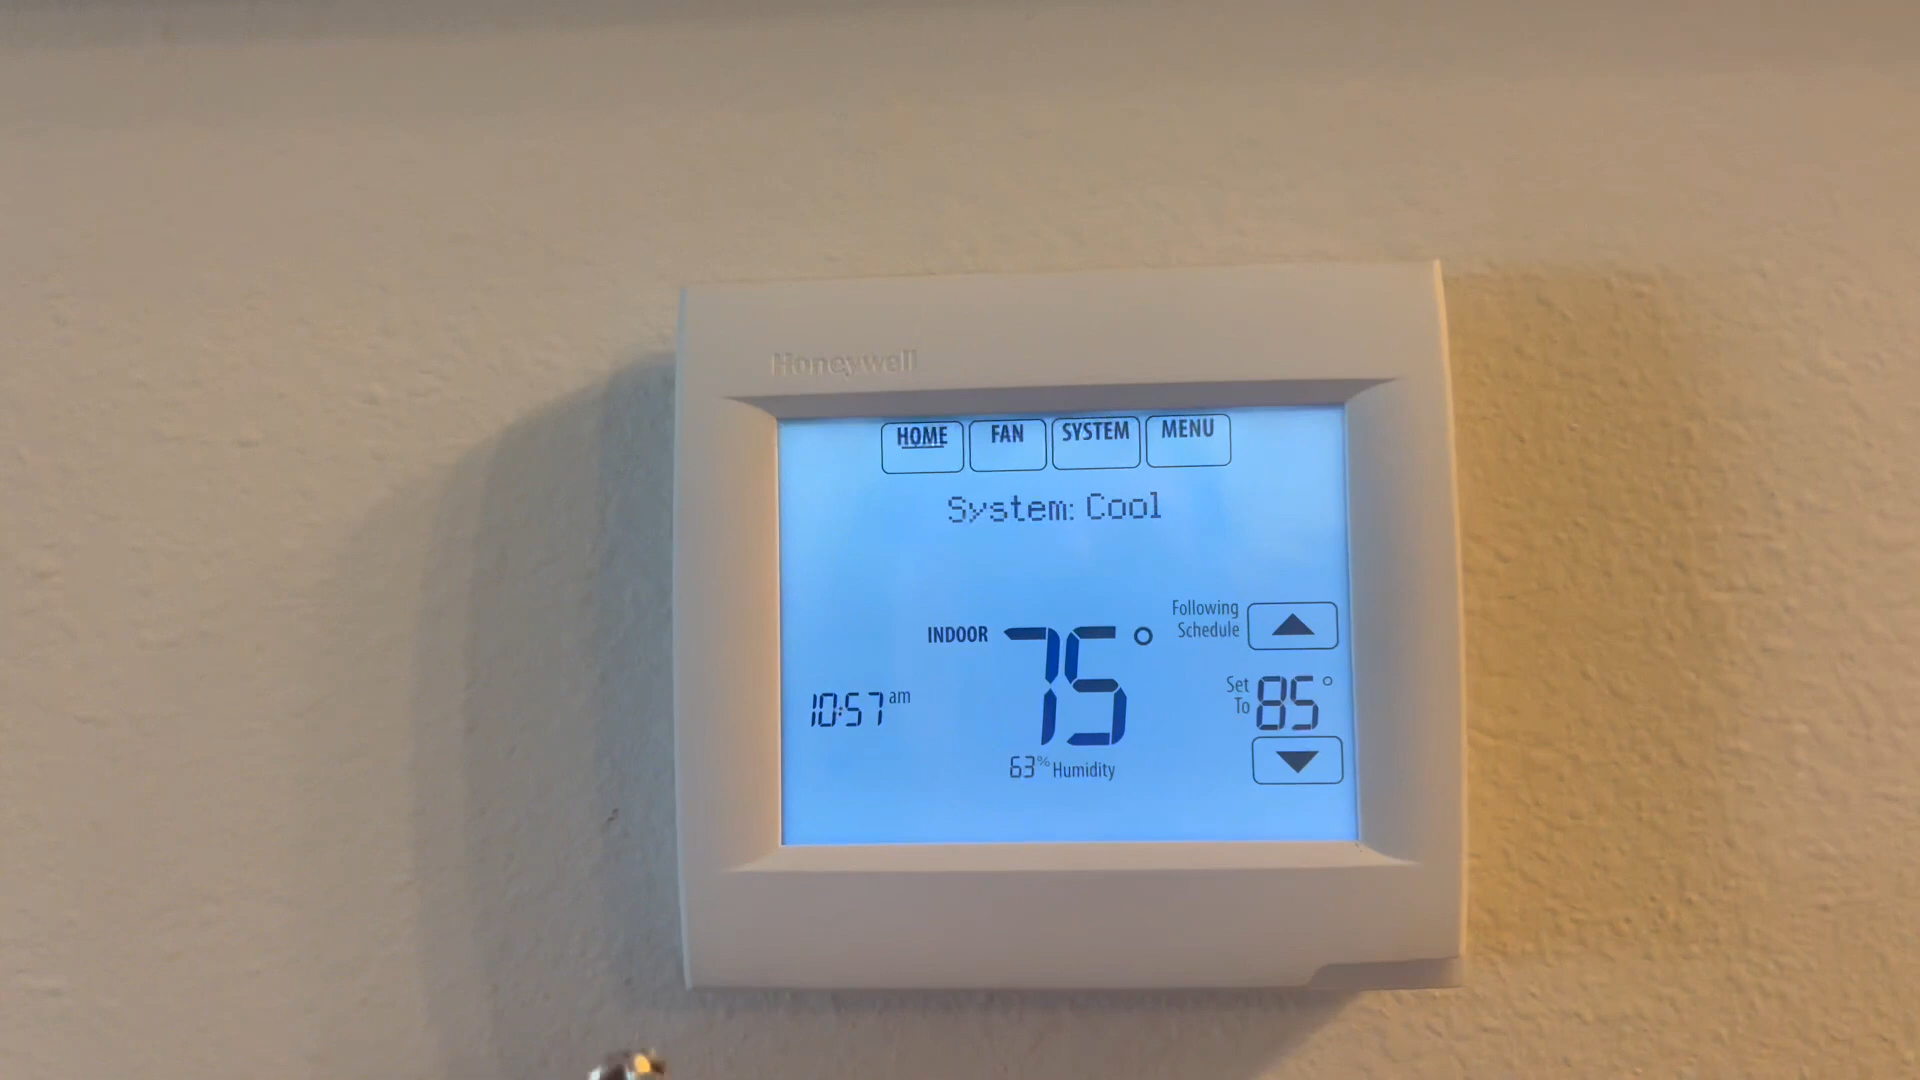 Honeywell
HOME FAN SYSTEM MENU
System: Cool
Following
Schedule
INDOOR 75°
10:57 am
Set
To 85°
63% Humidity